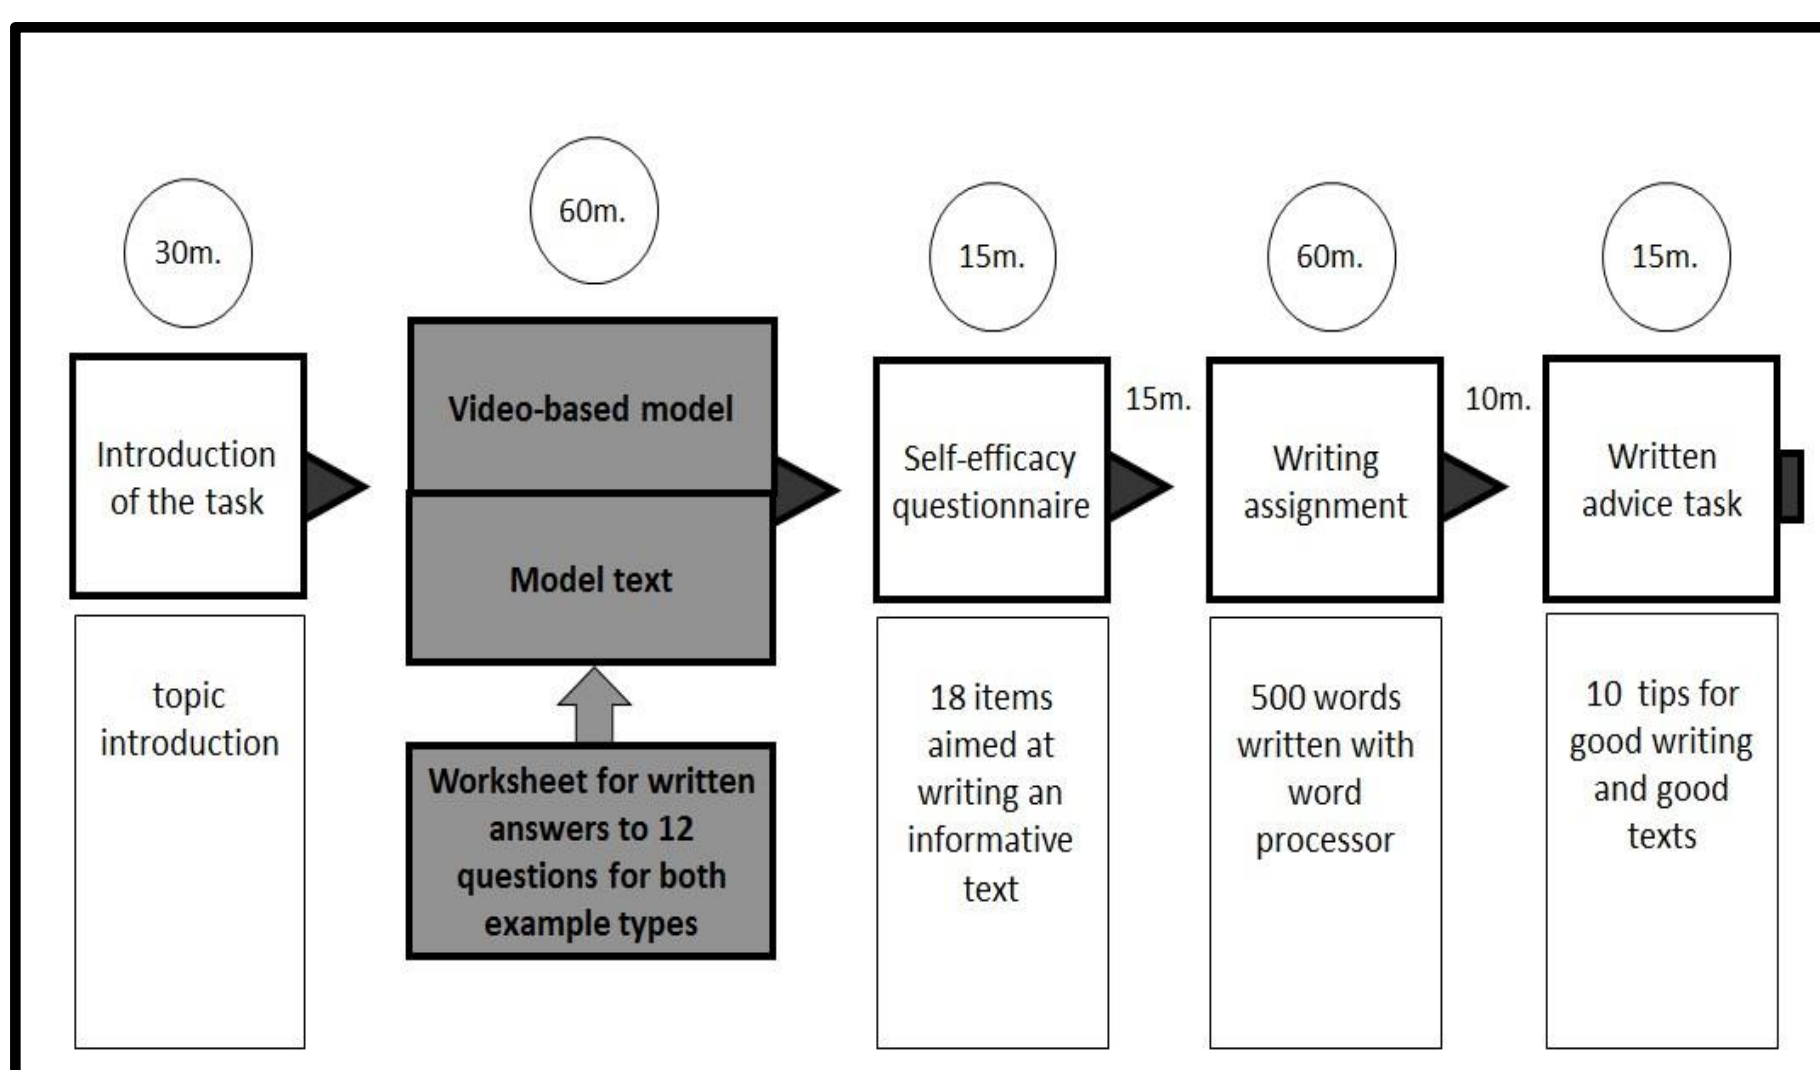 30m.
Introduction
of the task
topic
introduction
60m.
Video-based model
Model text
Worksheet for written
answers to 12
questions for both
example types
15m.
Self-efficacy
questionnaire
18 items
aimed at
writing an
informative
text
15m.
60m.
Writing
assignment
500 words
written with
word
processor
10m.
15m.
Written
advice task
10 tips for
good writing
and good
texts